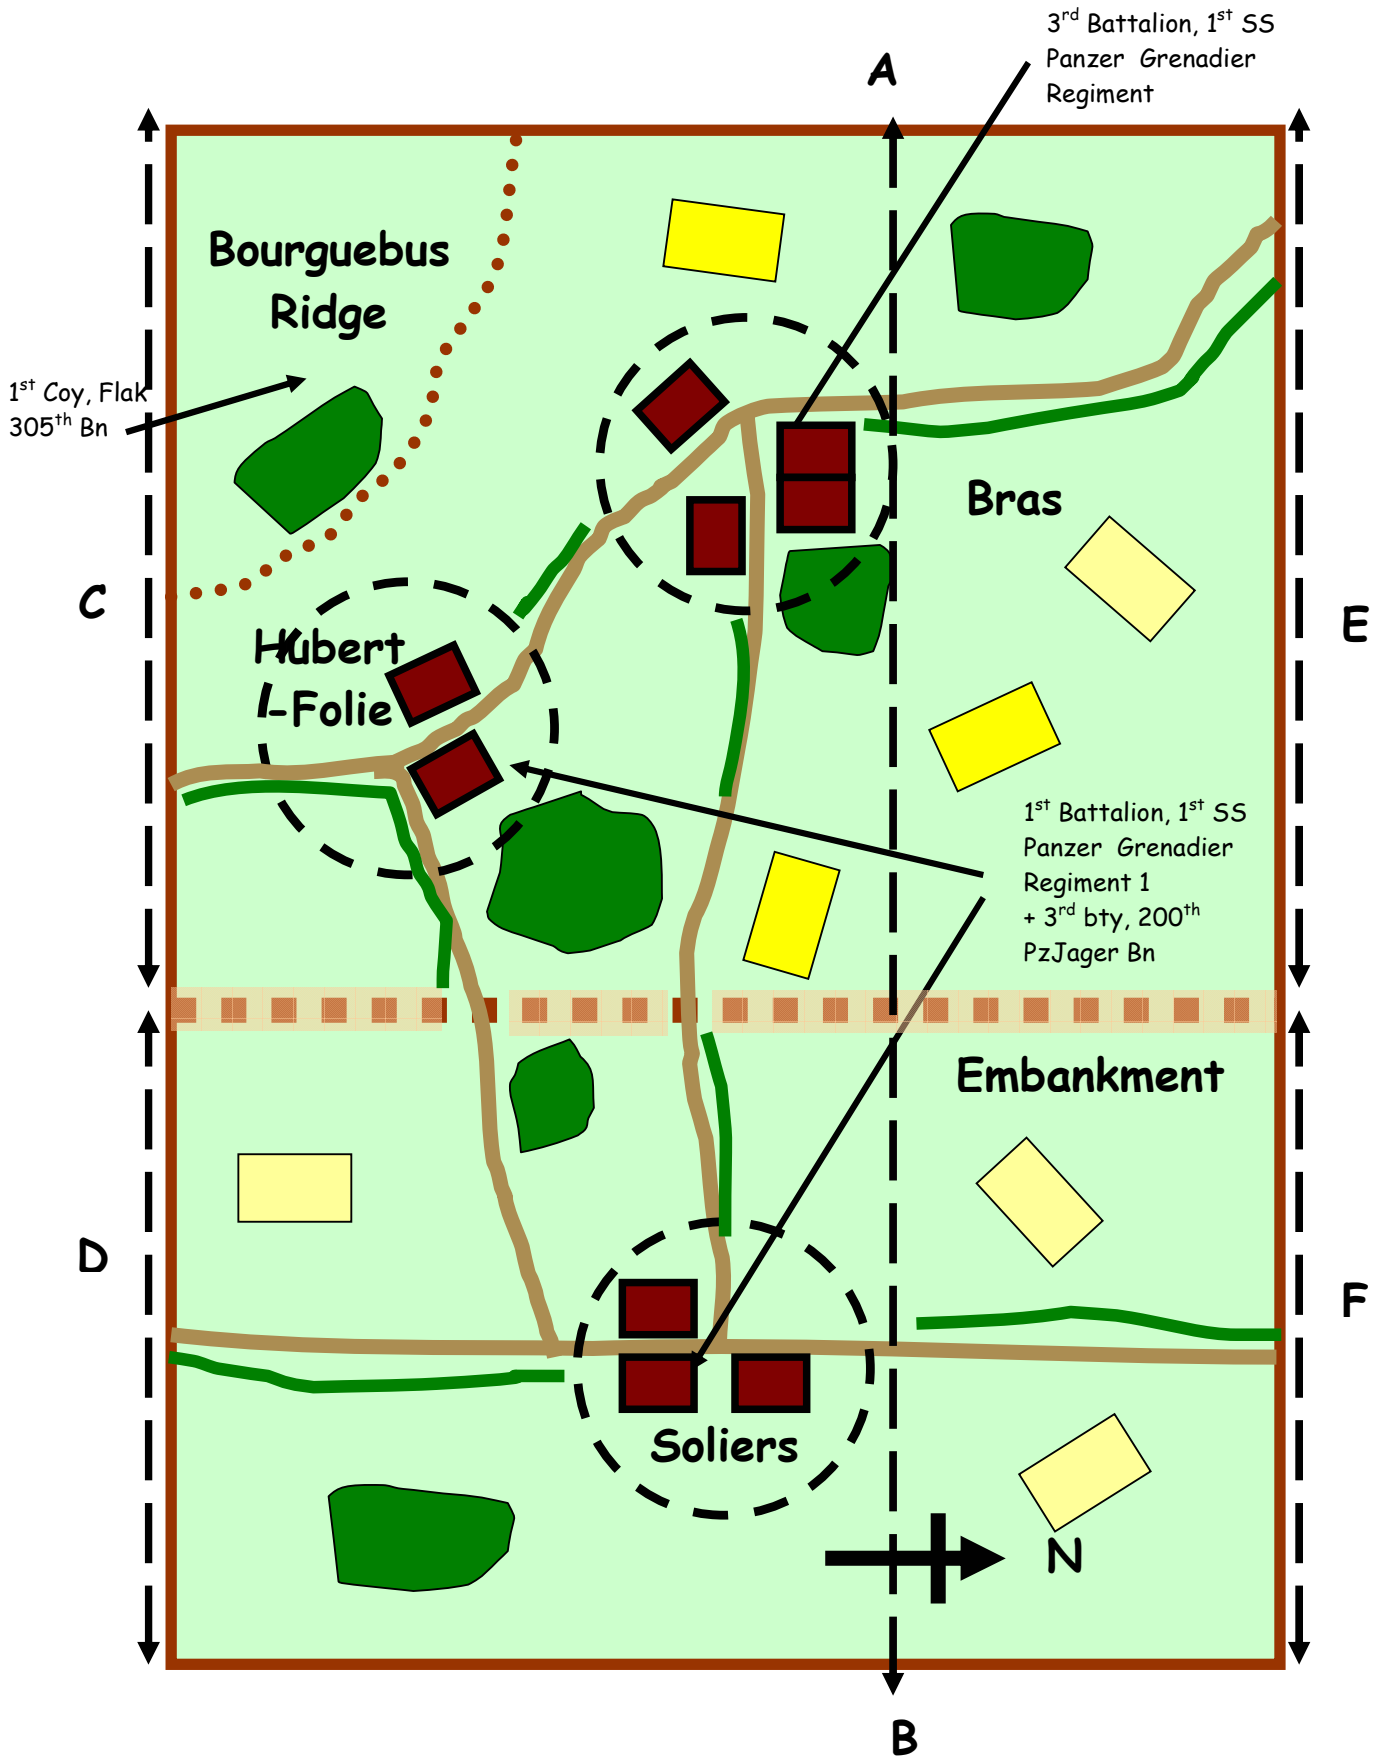 3rd Battalion, 1st SS
Panzer Grenadier
Regiment
A
Bourguebus
Ridge
1st Coy, Flak
305th Bn
Bras
C
E
Hubert
-Folie
1st Battalion, 1st SS
Panzer Grenadier
Regiment 1
+ 3rd bty, 200th
PzJager Bn
Embankment
D
F
Soliers
N
B